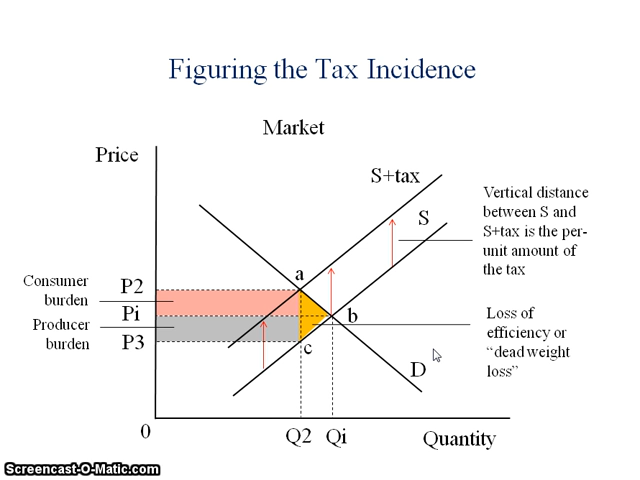 Figuring the Tax Incidence
Market
Price
S+tax
S
Vertical distance
between S and
S+tax is the per-
unit amount of
the tax
a
Consumer
burden
P2
Pi
b
Producer
burden
P3
c
Loss of
efficiency or
“dead weight
loss”
D
0
Q2
Qi
Quantity
Screencast-O-Matic.com